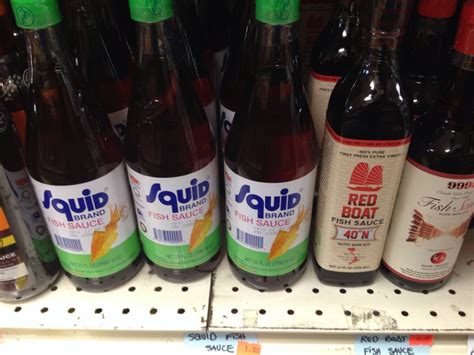 Squid
BRAND
FISH SAUCE
Squid
BRAND
FISH SAUCE
Squid
BRAND
FISH SAUCE
100% PURE
FIRST PRESS EXTRA VIRGIN
RED
BOAT
FISH SAUCE
40°N
999
Fish Sauce
SQUID FISH
SAUCE
RED BOAT
FISH SAUCE